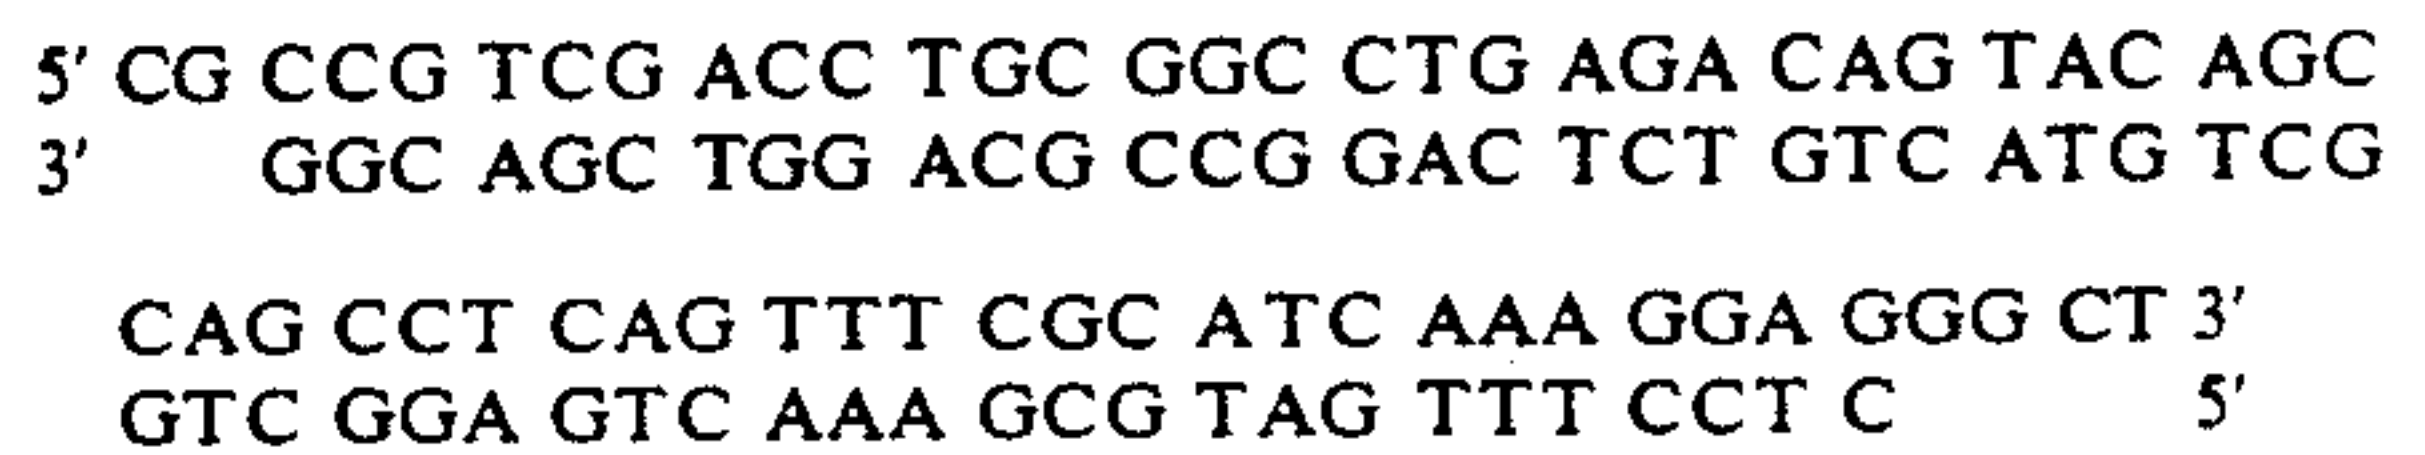 5′ CG CCG TCG ACC TGC GGC CTG AGA CAG TAC AGC
3′ GGC AGC TGG ACG CCG GAC TCT GTC ATG TCG
CAG CCT CAG TTT CGC ATC AAA GGA GGG CT 3′
GTC GGA GTC AAA GCG TAG TTT CCT C 5′